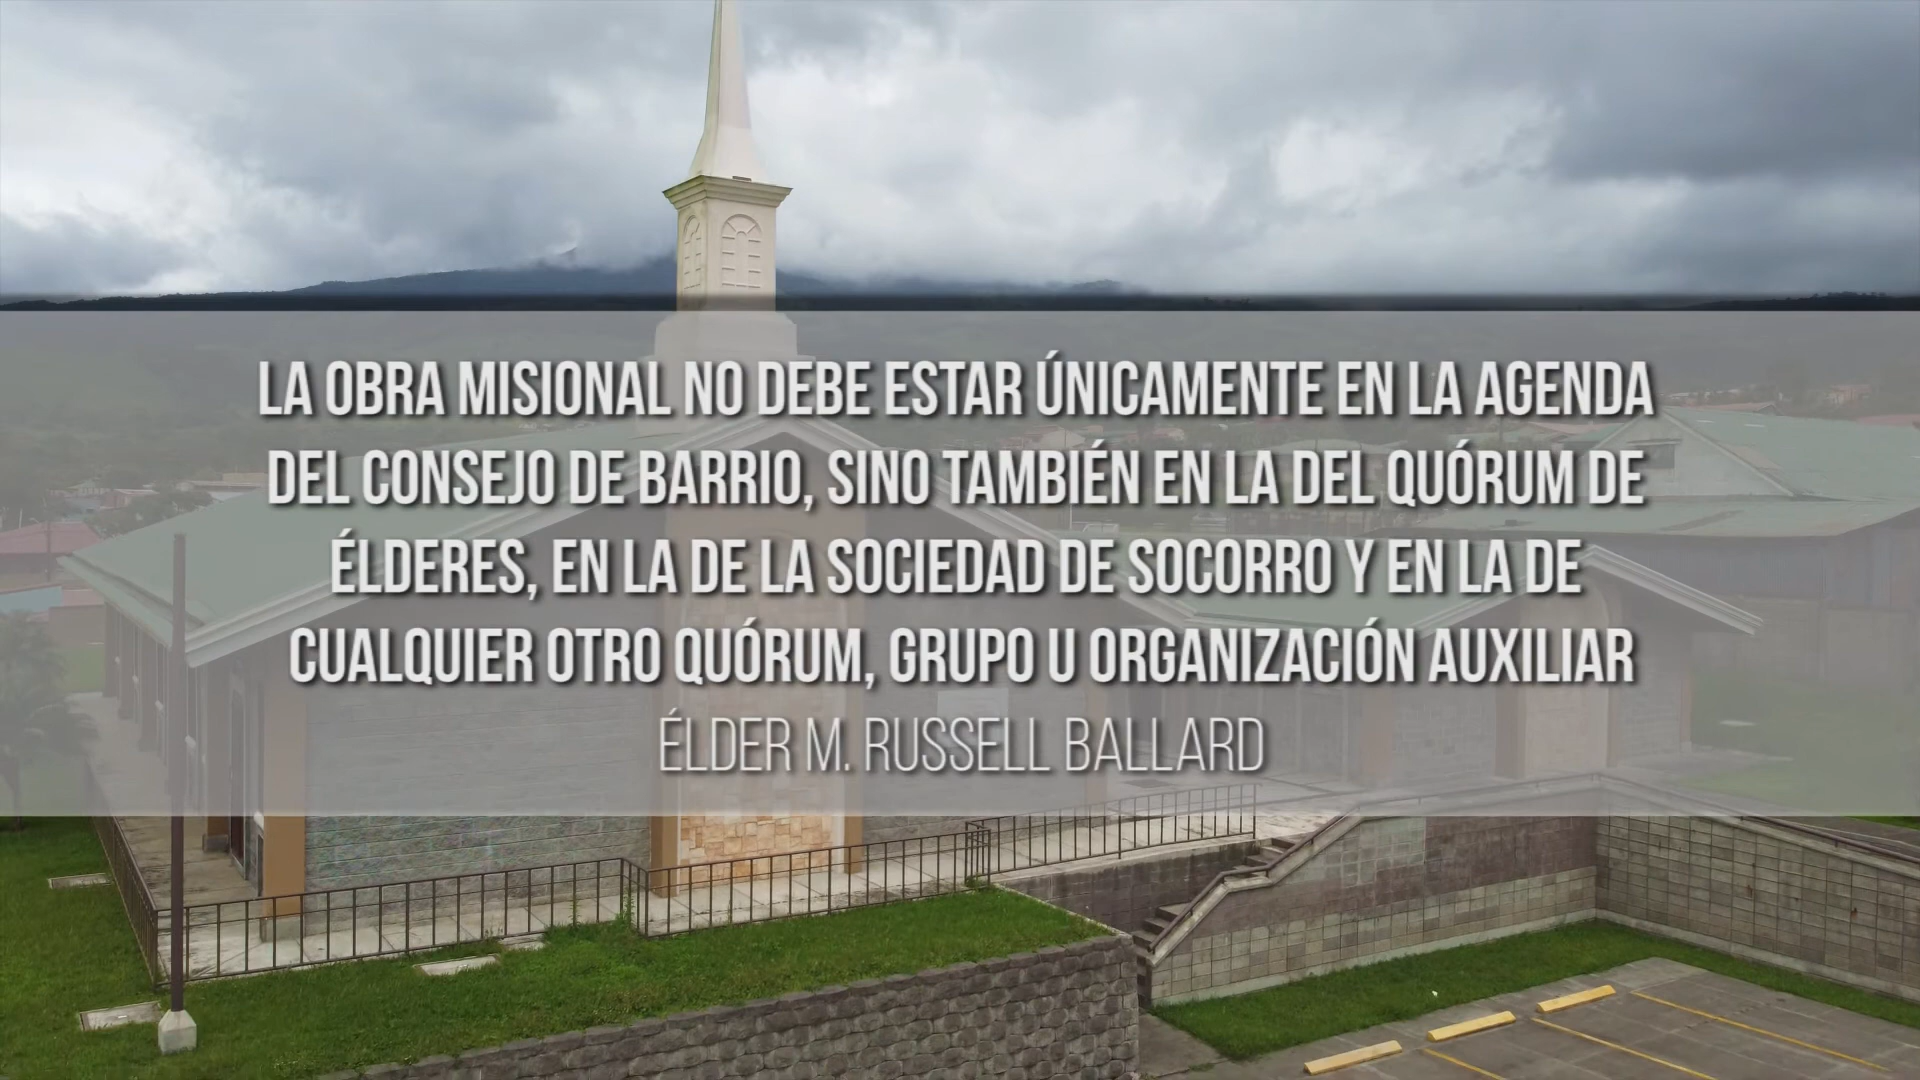 LA OBRA MISIONAL NO DEBE ESTAR ÚNICAMENTE EN LA AGENDA
DEL CONSEJO DE BARRIO, SINO TAMBIÉN EN LA DEL QUÓRUM DE
ÉLDERES, EN LA DE LA SOCIEDAD DE SOCORRO Y EN LA DE
CUALQUIER OTRO QUÓRUM, GRUPO U ORGANIZACIÓN AUXILIAR
ÉLDER M. RUSSELL BALLARD